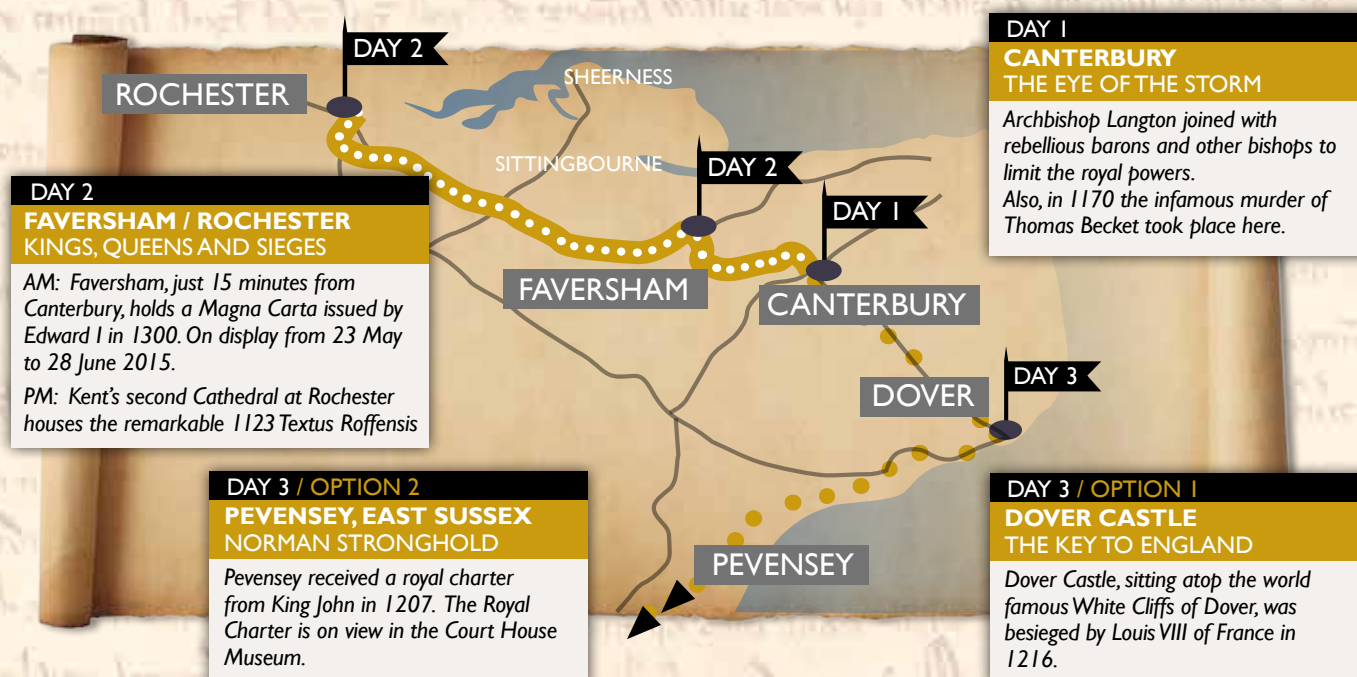 DAY 1
CANTERBURY
THE EYE OF THE STORM
Archbishop Langton joined with
rebellious barons and other bishops to
limit the royal powers.
Also, in 1170 the infamous murder of
Thomas Becket took place here.
DAY 2
ROCHESTER
SHEERNESS
SITTINGBOURNE
DAY 2
DAY 1
FAVERSHAM
CANTERBURY
DOVER
DAY 3
PEVENSEY
DAY 2
FAVERSHAM / ROCHESTER
KINGS, QUEENS AND SIEGES
AM: Faversham, just 15 minutes from
Canterbury, holds a Magna Carta issued by
Edward I in 1300. On display from 23 May
to 28 June 2015.
PM: Kent's second Cathedral at Rochester
houses the remarkable 1123 Textus Roffensis
DAY 3 / OPTION 2
PEVENSEY, EAST SUSSEX
NORMAN STRONGHOLD
Pevensey received a royal charter
from King John in 1207. The Royal
Charter is on view in the Court House
Museum.
DAY 3 / OPTION 1
DOVER CASTLE
THE KEY TO ENGLAND
Dover Castle, sitting atop the world
famous White Cliffs of Dover, was
besieged by Louis VIII of France in
1216.